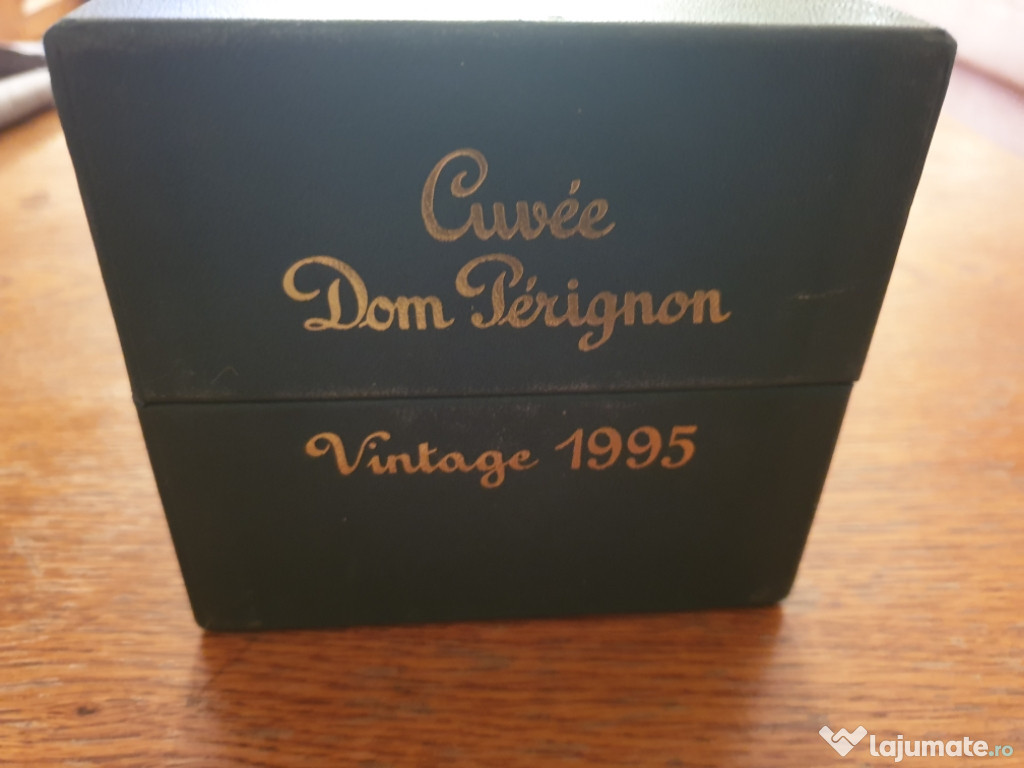 Cuvée
Dom Pérignon
Vintage 1995
lajumate.ro